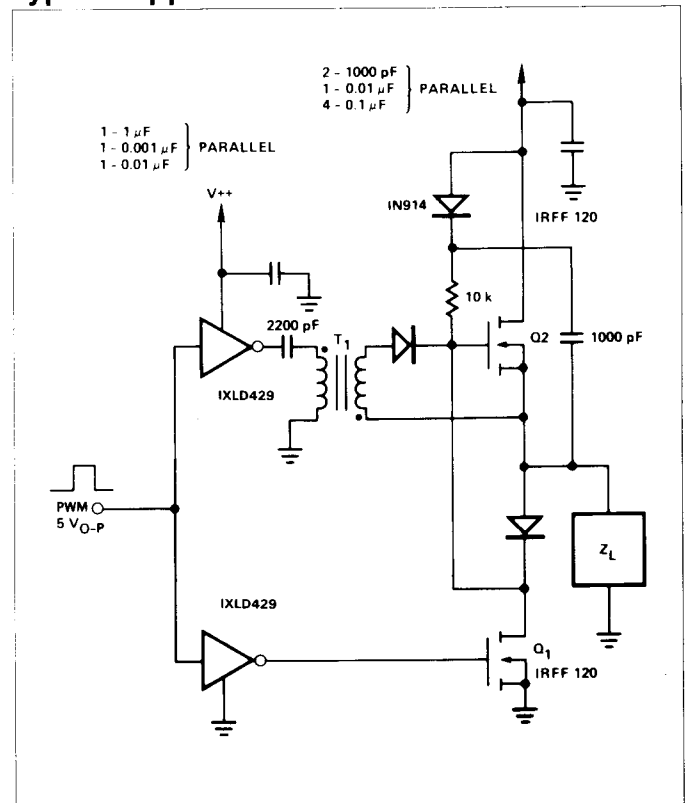 2 - 1000 pF
1 - 0.01 μF
4 - 0.1 μF
} PARALLEL
1 - 1 μF
1 - 0.001 μF
1 - 0.01 μF
} PARALLEL
V++
IN914
IRFF 120
10 k
2200 pF
T1
Q2
1000 pF
IXLD429
PWM
5 VO-P
ZL
IXLD429
Q1
IRFF 120